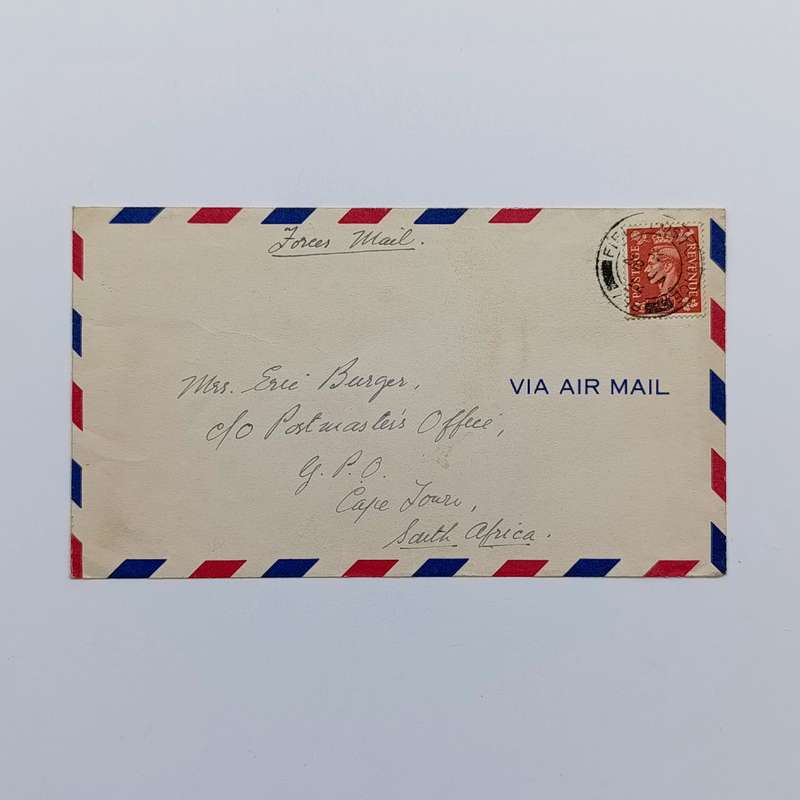 Forces Mail.
POSTAGE REVENUE
Mrs. Eric Burger,
VIA AIR MAIL
c/o Postmaster's Office,
G. P. O.
Cape Town,
South Africa.